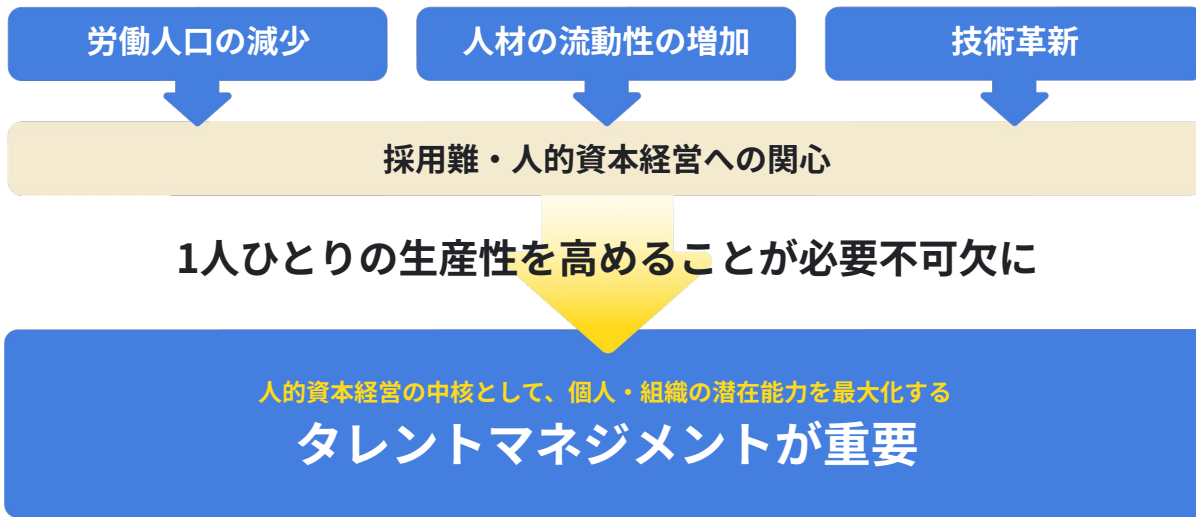 労働人口の減少
人材の流動性の増加
技術革新
採用難・人的資本経営への関心
1人ひとりの生産性を高めることが必要不可欠に
人的資本経営の中核として、個人・組織の潜在能力を最大化する
タレントマネジメントが重要